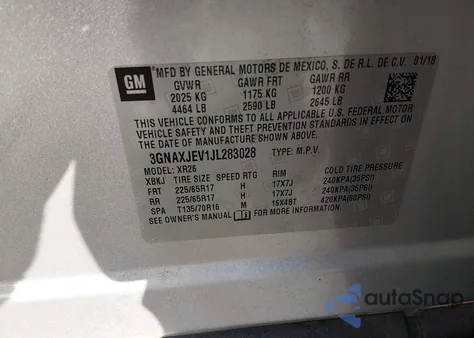 GM
MFD BY GENERAL MOTORS DE MEXICO, S. DE R.L. DE C.V. 01/18
GVWR GAWR FRT GAWR RR
2025 KG 1175 KG 1200 KG
4464 LB 2590 LB 2645 LB
THIS VEHICLE CONFORMS TO ALL APPLICABLE U.S. FEDERAL MOTOR
VEHICLE SAFETY AND THEFT PREVENTION STANDARDS IN EFFECT ON THE
DATE OF MANUFACTURE SHOWN ABOVE.
3GNAXJEV1JL283028 TYPE: M.P.V.
MODEL: XR26
XBKJ TIRE SIZE SPEED RTG RIM COLD TIRE PRESSURE
FRT 225/65R17 H 17X7J 240KPA(35PSI)
RR 225/65R17 H 17X7J 240KPA(35PSI)
SPA T135/70R16 M 16X4BT 420KPA(60PSI)
SEE OWNER'S MANUAL FOR MORE INFORMATION.
autoSnap